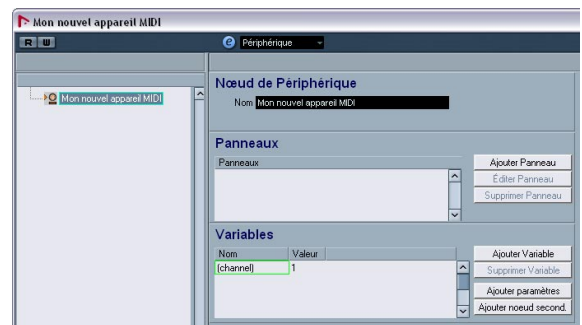 Mon nouvel appareil MIDI
R W
e Périphérique
Mon nouvel appareil MIDI
Nœud de Périphérique
Nom Mon nouvel appareil MIDI
Panneaux
Panneaux
Ajouter Panneau
Éditer Panneau
Supprimer Panneau
Variables
Nom Valeur
(channel) 1
Ajouter Variable
Supprimer Variable
Ajouter paramètres
Ajouter noeud second.